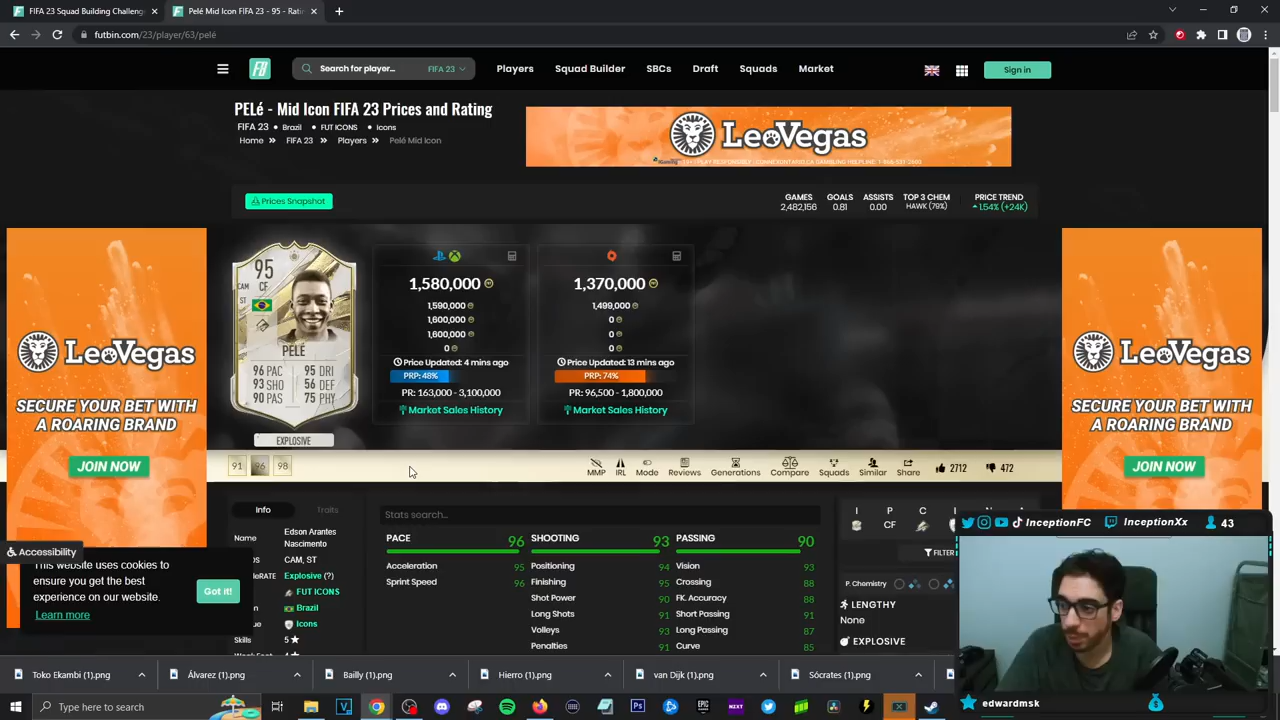 FIFA 23 Squad Building Challeng
Pelé Mid Icon FIFA 23 - 95 - Rati
futbin.com/23/player/63/pelé
Search for player...
FIFA 23
Players
Squad Builder
SBCs
Draft
Squads
Market
Sign in
PELé - Mid Icon FIFA 23 Prices and Rating
FIFA 23 • Brazil • FUT ICONS • Icons
Home » FIFA 23 » Players » Pelé Mid Icon
LeoVegas
Prices Snapshot
GAMES
2,482,156
GOALS
0.81
ASSISTS
0.00
TOP 3 CHEM
HAWK (79%)
PRICE TREND
1.54% (+24K)
95
CF
CAM
ST
PELÉ
96 PAC 95 DRI
93 SHO 56 DEF
90 PAS 75 PHY
EXPLOSIVE
1,580,000
1,590,000
1,600,000
1,600,000
0
Price Updated: 4 mins ago
PRP: 48%
PR: 163,000 - 3,100,000
Market Sales History
1,370,000
1,499,000
0
0
0
Price Updated: 13 mins ago
PRP: 74%
PR: 96,500 - 1,800,000
Market Sales History
LeoVegas
SECURE YOUR BET WITH
A ROARING BRAND
JOIN NOW
LeoVegas
SECURE YOUR BET WITH
A ROARING BRAND
JOIN NOW
91
96
98
MMP
IRL
Mode
Reviews
Generations
Compare
Squads
Similar
Share
2712
472
Info
Traits
Name
Edson Arantes
Nascimento
CAM, ST
Explosive (?)
FUT ICONS
Brazil
Icons
Skills
5
Stats search...
PACE 96
Acceleration 95
Sprint Speed 96
SHOOTING 93
Positioning 94
Finishing 95
Shot Power 90
Long Shots 91
Volleys 93
Penalties 91
PASSING 90
Vision 93
Crossing 88
FK. Accuracy 88
Short Passing 91
Long Passing 87
Curve 85
I P C
CF
FILTER
P. Chemistry
LENGTHY
None
EXPLOSIVE
Accessibility
This website uses cookies to
ensure you get the best
experience on our website.
Learn more
Got it!
InceptionFC
InceptionXx
43
edwardmsk
Toko Ekambi (1).png
Álvarez (1).png
Bailly (1).png
Hierro (1).png
van Dijk (1).png
Sócrates (1).png
Type here to search